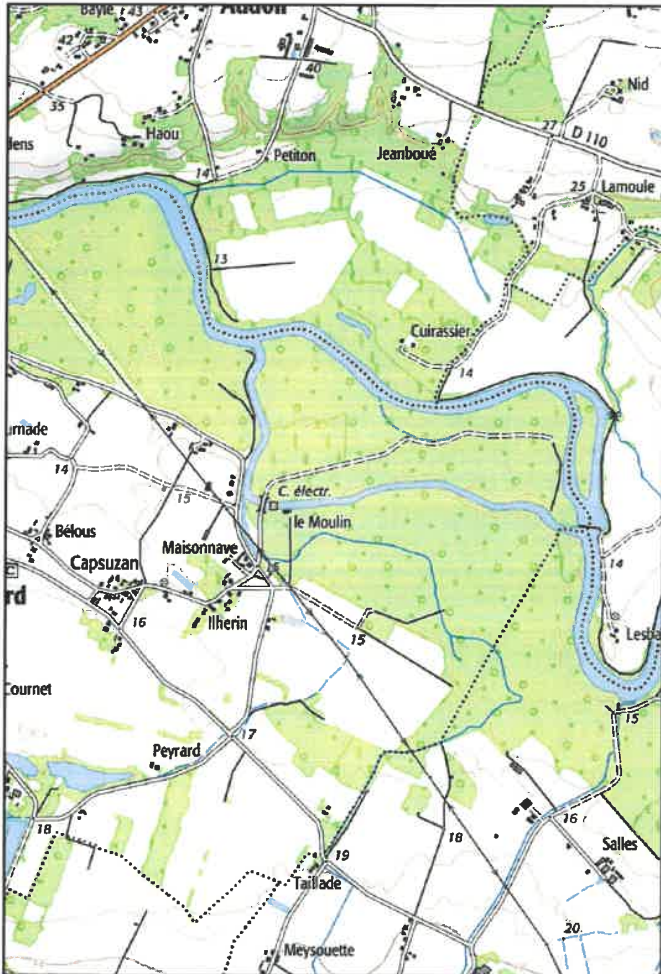 Bayle 43
42
40
35
Haou
Nid
27
D 110
Jeanboué
Petiton
14
25 Lamoule
13
Cuirassier
14
14
15
C. électr.
le Moulin
Bélous
Maisonnave
Capsuzan
14
16
Ilherin
15
15
Cournet
17
Peyrard
18
16
18
Salles
19
Taillade
20
Meysouette